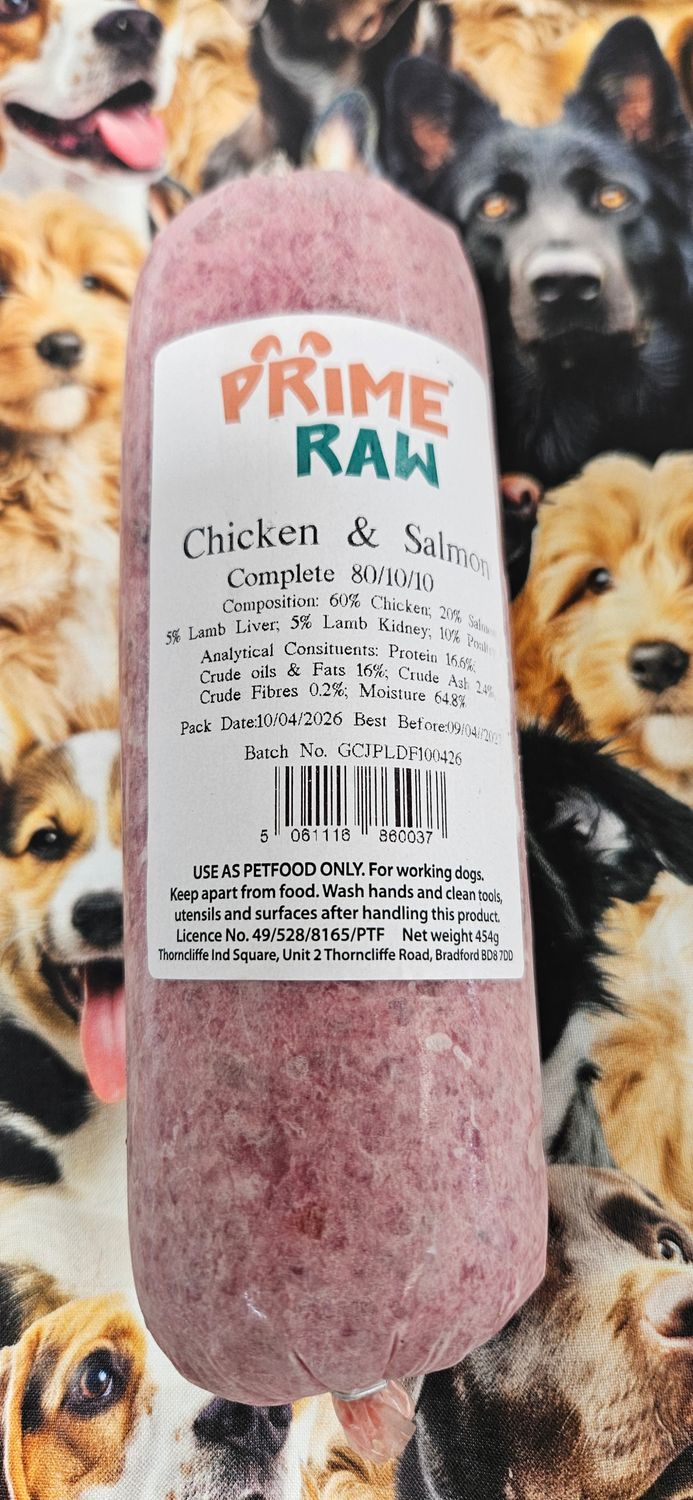 PRIME
RAW
Chicken & Salmon
Complete 80/10/10
Composition: 60% Chicken; 20%
5% Lamb Liver; 5% Lamb Kidney; 10%
Analytical Consituents: Protein 16.6%;
Crude oils & Fats 16%; Crude Ash 2.4%
Crude Fibres 0.2%; Moisture 64.8%
Pack Date:10/04/2026 Best Before:09/04/
Batch No. GCJPLDF100426
5 061116 860037
USE AS PETFOOD ONLY. For working dogs.
Keep apart from food. Wash hands and clean tools,
utensils and surfaces after handling this product.
Licence No. 49/528/8165/PTF Net weight 454g
Thorncliffe Ind Square, Unit 2 Thorncliffe Road, Bradford BD8 7DD